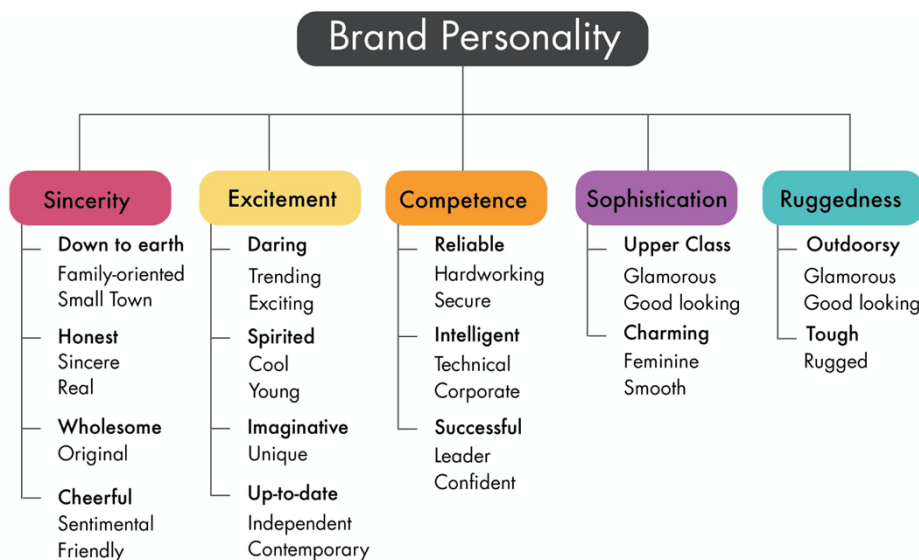 Brand Personality
Sincerity
Down to earth
Family-oriented
Small Town
Honest
Sincere
Real
Wholesome
Original
Cheerful
Sentimental
Friendly
Excitement
Daring
Trending
Exciting
Spirited
Cool
Young
Imaginative
Unique
Up-to-date
Independent
Contemporary
Competence
Reliable
Hardworking
Secure
Intelligent
Technical
Corporate
Successful
Leader
Confident
Sophistication
Upper Class
Glamorous
Good looking
Charming
Feminine
Smooth
Ruggedness
Outdoorsy
Glamorous
Good looking
Tough
Rugged